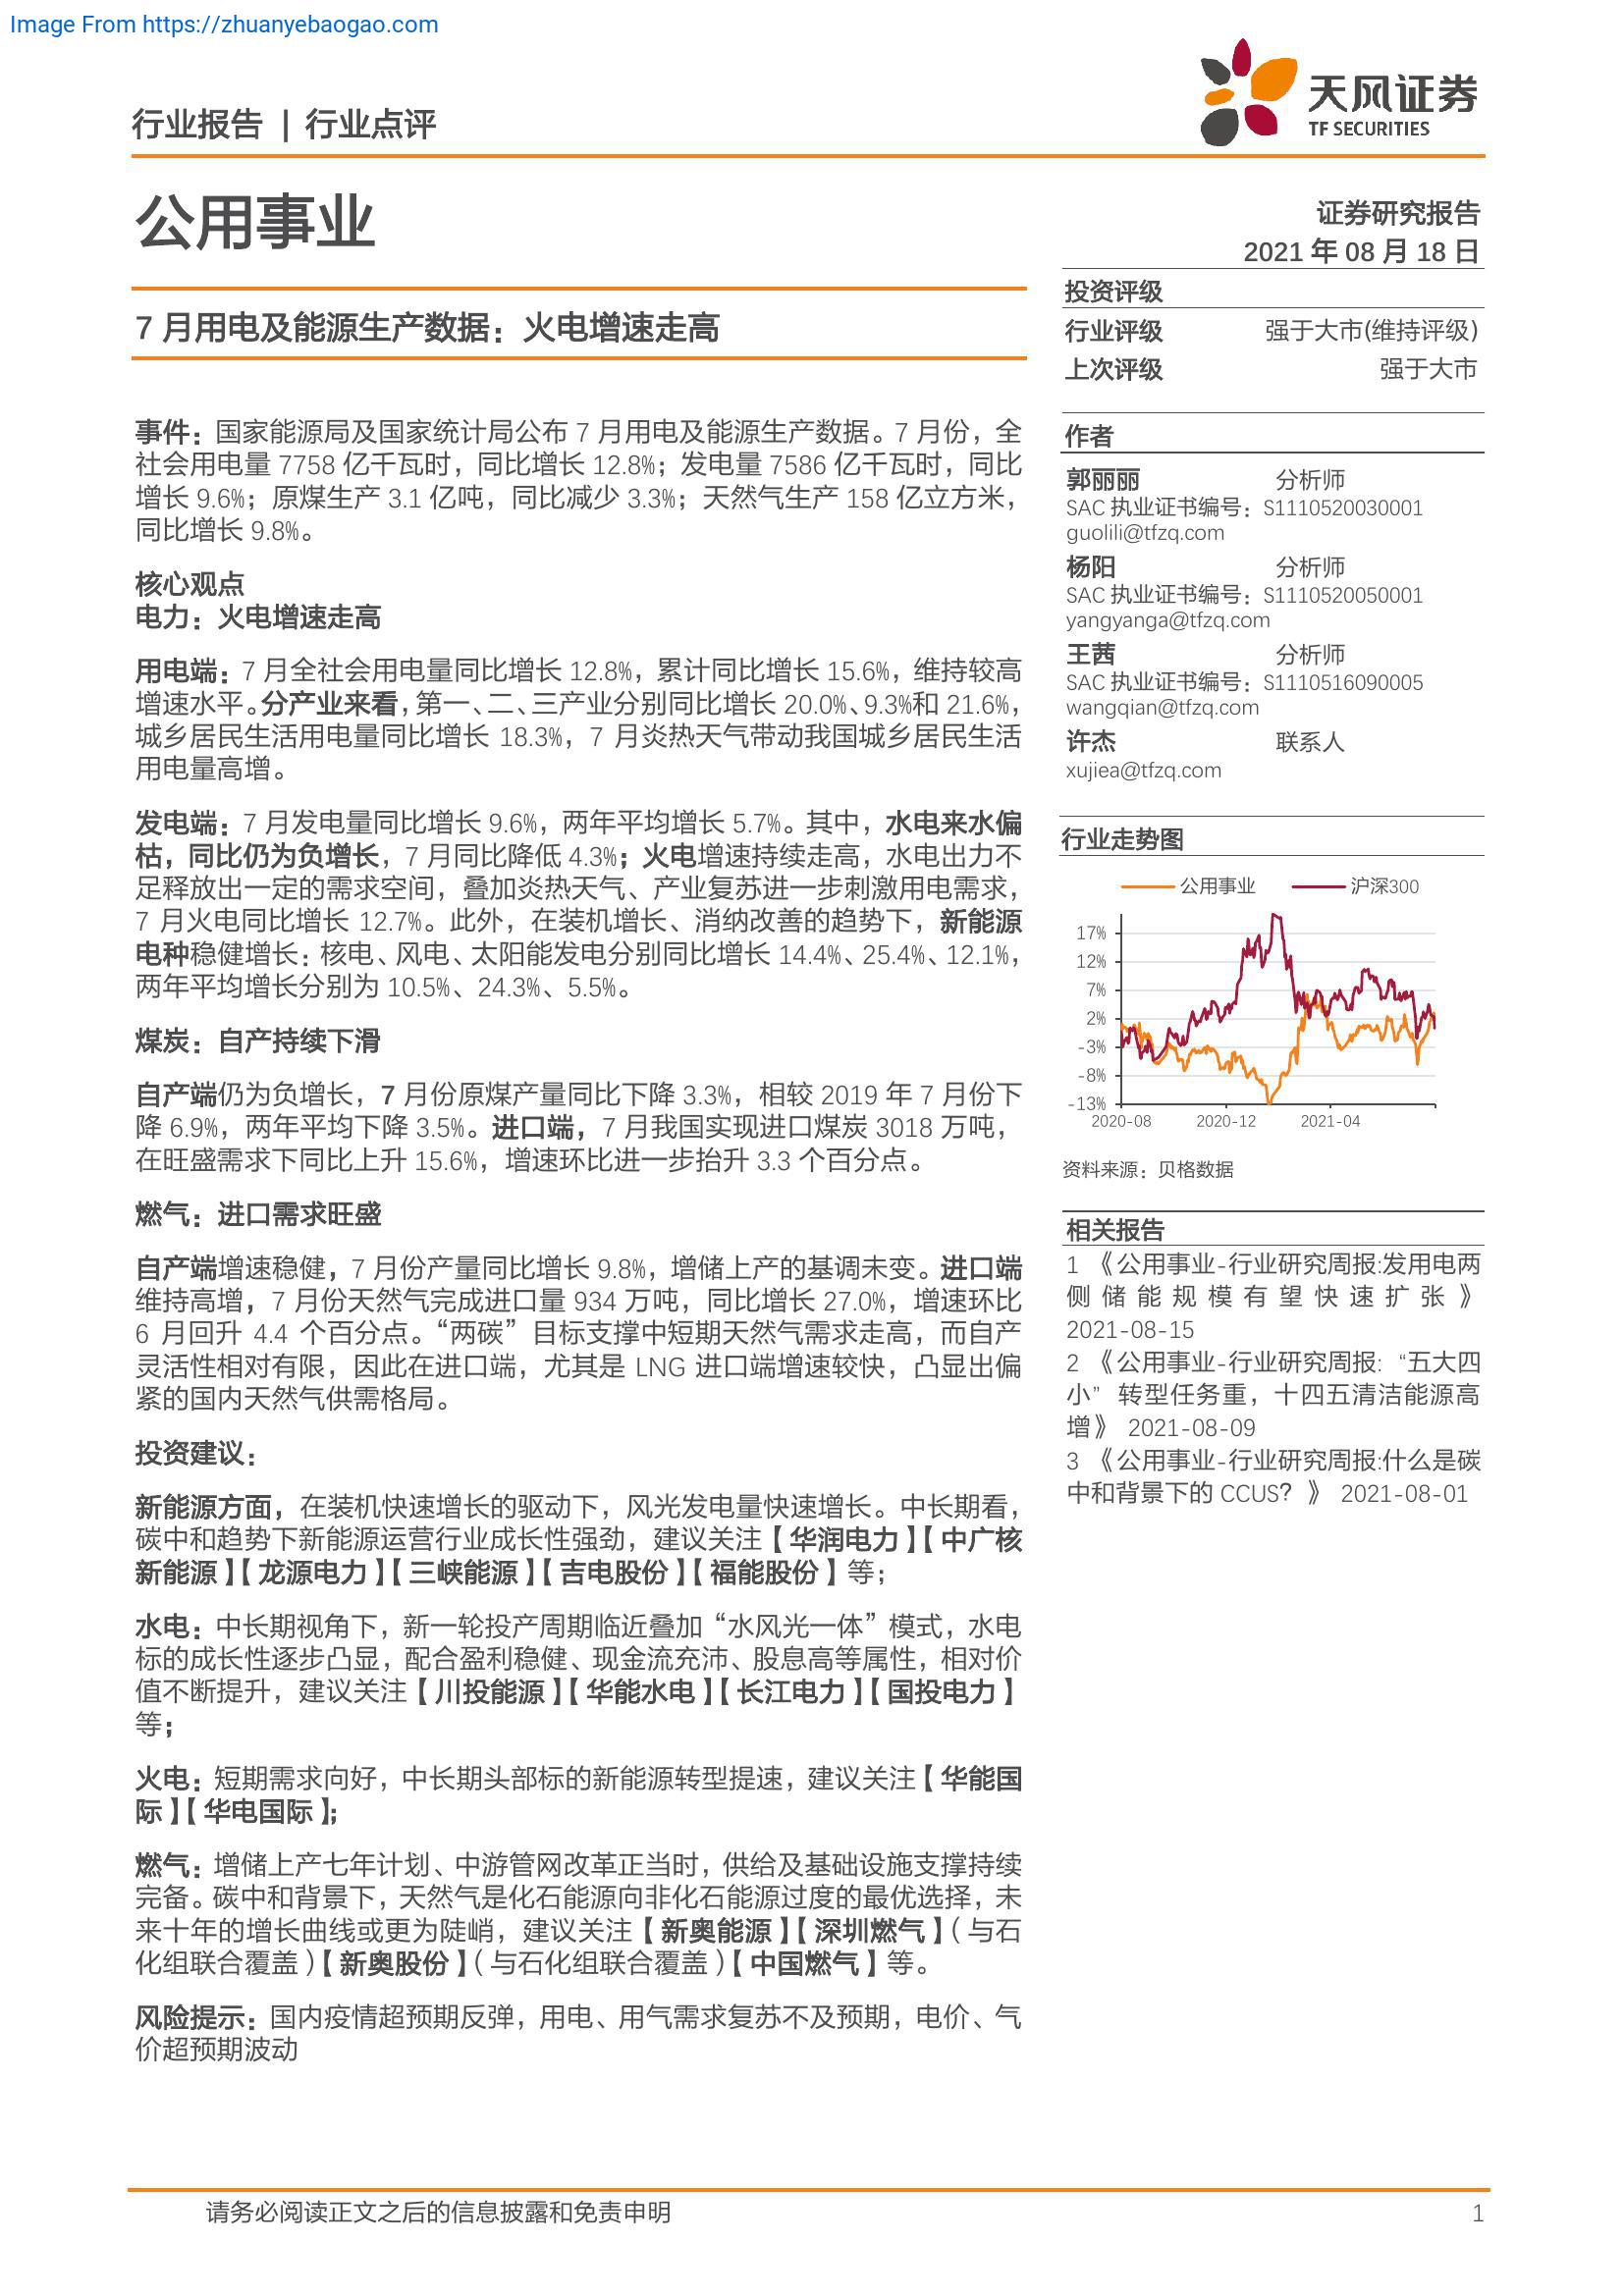 Image From https://zhuanyebaogao.com
行业报告 | 行业点评
天风证券
TF SECURITIES
公用事业
证券研究报告
2021 年 08 月 18 日
7 月用电及能源生产数据：火电增速走高
事件：国家能源局及国家统计局公布 7 月用电及能源生产数据。7 月份，全
社会用电量 7758 亿千瓦时，同比增长 12.8%；发电量 7586 亿千瓦时，同比
增长 9.6%；原煤生产 3.1 亿吨，同比减少 3.3%；天然气生产 158 亿立方米，
同比增长 9.8%。
核心观点
电力：火电增速走高
用电端：7 月全社会用电量同比增长 12.8%，累计同比增长 15.6%，维持较高
增速水平。分产业来看，第一、二、三产业分别同比增长 20.0%、9.3%和 21.6%，
城乡居民生活用电量同比增长 18.3%，7 月炎热天气带动我国城乡居民生活
用电量高增。
发电端：7 月发电量同比增长 9.6%，两年平均增长 5.7%。其中，水电来水偏
枯，同比仍为负增长，7 月同比降低 4.3%；火电增速持续走高，水电出力不
足释放出一定的需求空间，叠加炎热天气、产业复苏进一步刺激用电需求，
7 月火电同比增长 12.7%。此外，在装机增长、消纳改善的趋势下，新能源
电种稳健增长：核电、风电、太阳能发电分别同比增长 14.4%、25.4%、12.1%，
两年平均增长分别为 10.5%、24.3%、5.5%。
煤炭：自产持续下滑
自产端仍为负增长，7 月份原煤产量同比下降 3.3%，相较 2019 年 7 月份下
降 6.9%，两年平均下降 3.5%。进口端，7 月我国实现进口煤炭 3018 万吨，
在旺盛需求下同比上升 15.6%，增速环比进一步抬升 3.3 个百分点。
燃气：进口需求旺盛
自产端增速稳健，7 月份产量同比增长 9.8%，增储上产的基调未变。进口端
维持高增，7 月份天然气完成进口量 934 万吨，同比增长 27.0%，增速环比
6 月回升 4.4 个百分点。“两碳”目标支撑中短期天然气需求走高，而自产
灵活性相对有限，因此在进口端，尤其是 LNG 进口端增速较快，凸显出偏
紧的国内天然气供需格局。
投资建议：
新能源方面，在装机快速增长的驱动下，风光发电量快速增长。中长期看，
碳中和趋势下新能源运营行业成长性强劲，建议关注【华润电力】【中广核
新能源】【龙源电力】【三峡能源】【吉电股份】【福能股份】等；
水电：中长期视角下，新一轮投产周期临近叠加“水风光一体”模式，水电
标的成长性逐步凸显，配合盈利稳健、现金流充沛、股息高等属性，相对价
值不断提升，建议关注【川投能源】【华能水电】【长江电力】【国投电力】
等；
火电：短期需求向好，中长期头部标的新能源转型提速，建议关注【华能国
际】【华电国际】；
燃气：增储上产七年计划、中游管网改革正当时，供给及基础设施支撑持续
完备。碳中和背景下，天然气是化石能源向非化石能源过度的最优选择，未
来十年的增长曲线或更为陡峭，建议关注【新奥能源】【深圳燃气】（与石
化组联合覆盖）【新奥股份】（与石化组联合覆盖）【中国燃气】等。
风险提示：国内疫情超预期反弹，用电、用气需求复苏不及预期，电价、气
价超预期波动
投资评级
行业评级 强于大市(维持评级)
上次评级 强于大市
作者
郭丽丽 分析师
SAC 执业证书编号：S1110520030001
guolili@tfzq.com
杨阳 分析师
SAC 执业证书编号：S1110520050001
yangyanga@tfzq.com
王茜 分析师
SAC 执业证书编号：S1110516090005
wangqian@tfzq.com
许杰 联系人
xujiea@tfzq.com
行业走势图
公用事业 沪深300
17%
12%
7%
2%
-3%
-8%
-13%
2020-08 2020-12 2021-04
资料来源：贝格数据
相关报告
1 《公用事业-行业研究周报:发用电两
侧储能规模有望快速扩张》
2021-08-15
2 《公用事业-行业研究周报:“五大四
小”转型任务重，十四五清洁能源高
增》 2021-08-09
3 《公用事业-行业研究周报:什么是碳
中和背景下的 CCUS？》 2021-08-01
请务必阅读正文之后的信息披露和免责申明 1